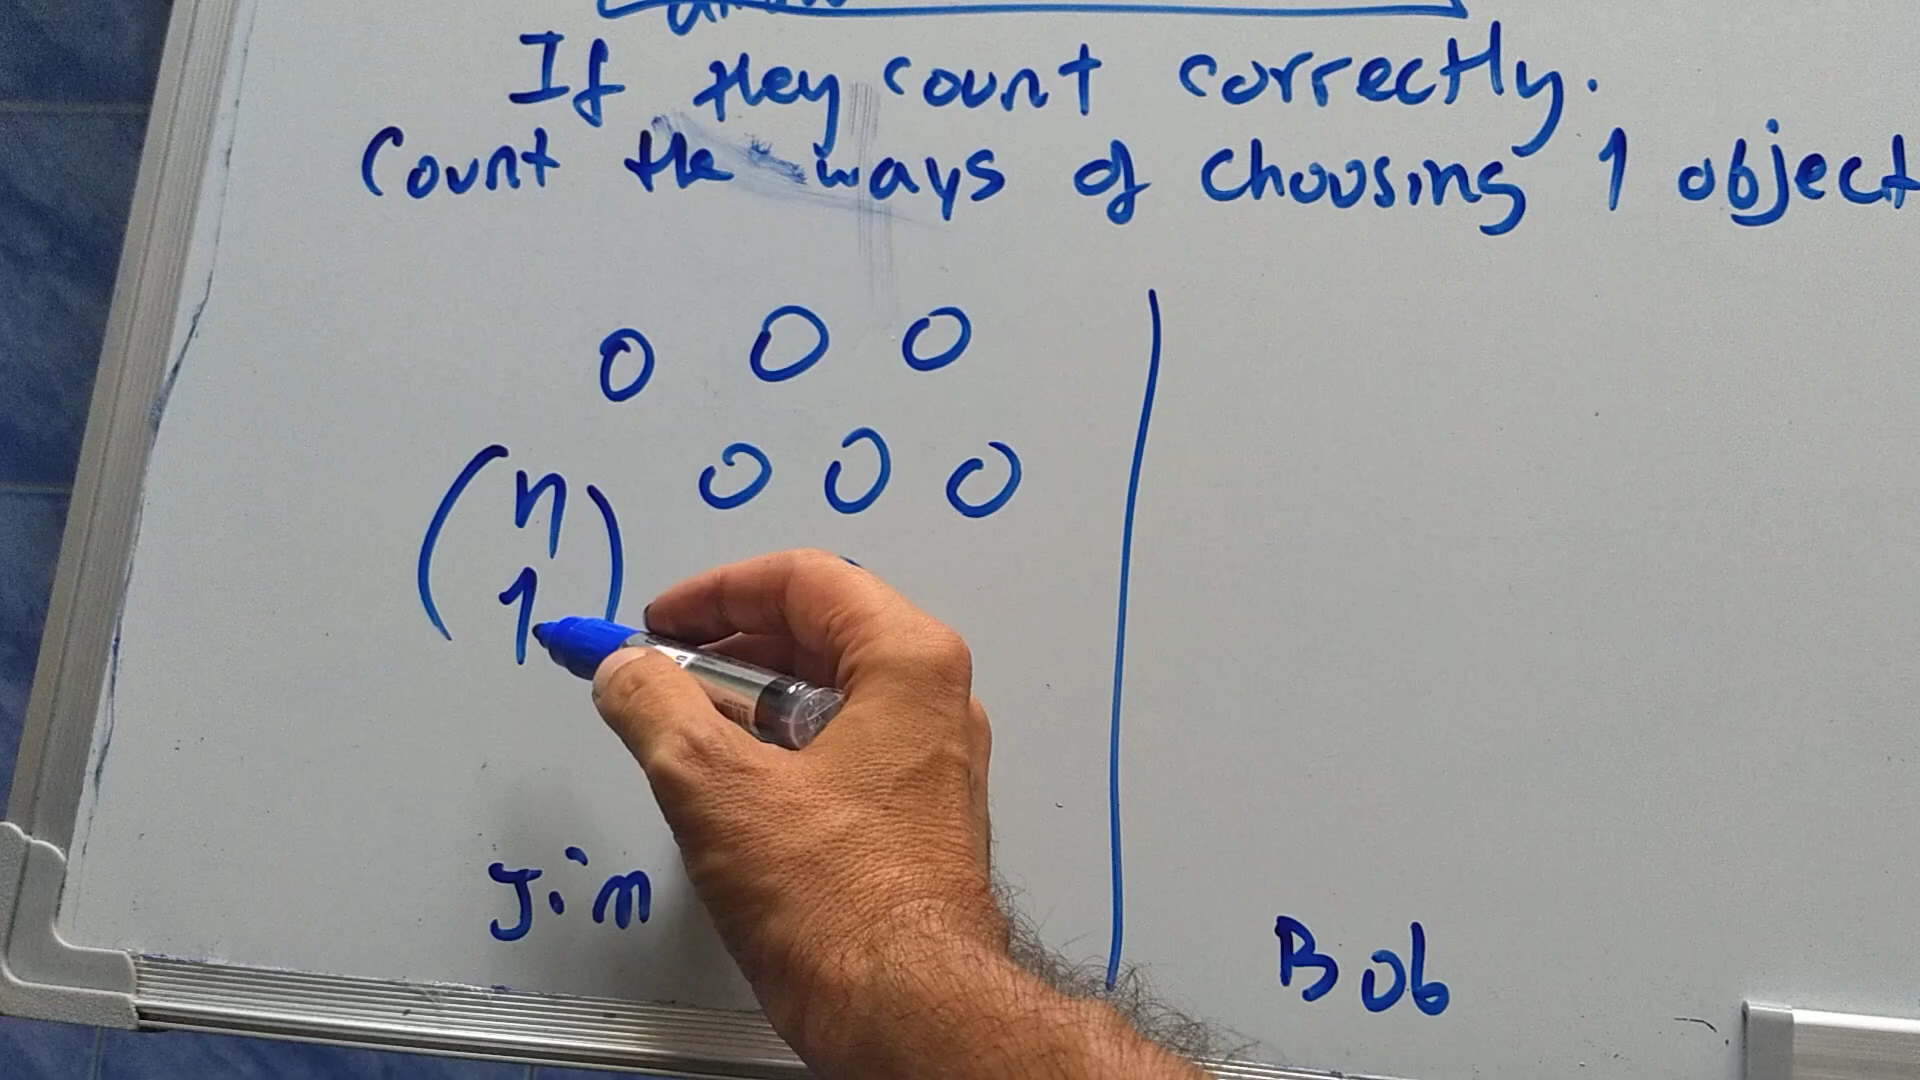 If they count correctly.
Count the ways of choosing 1 object
O O O
( n
1 )
O O O
Jim
Bob